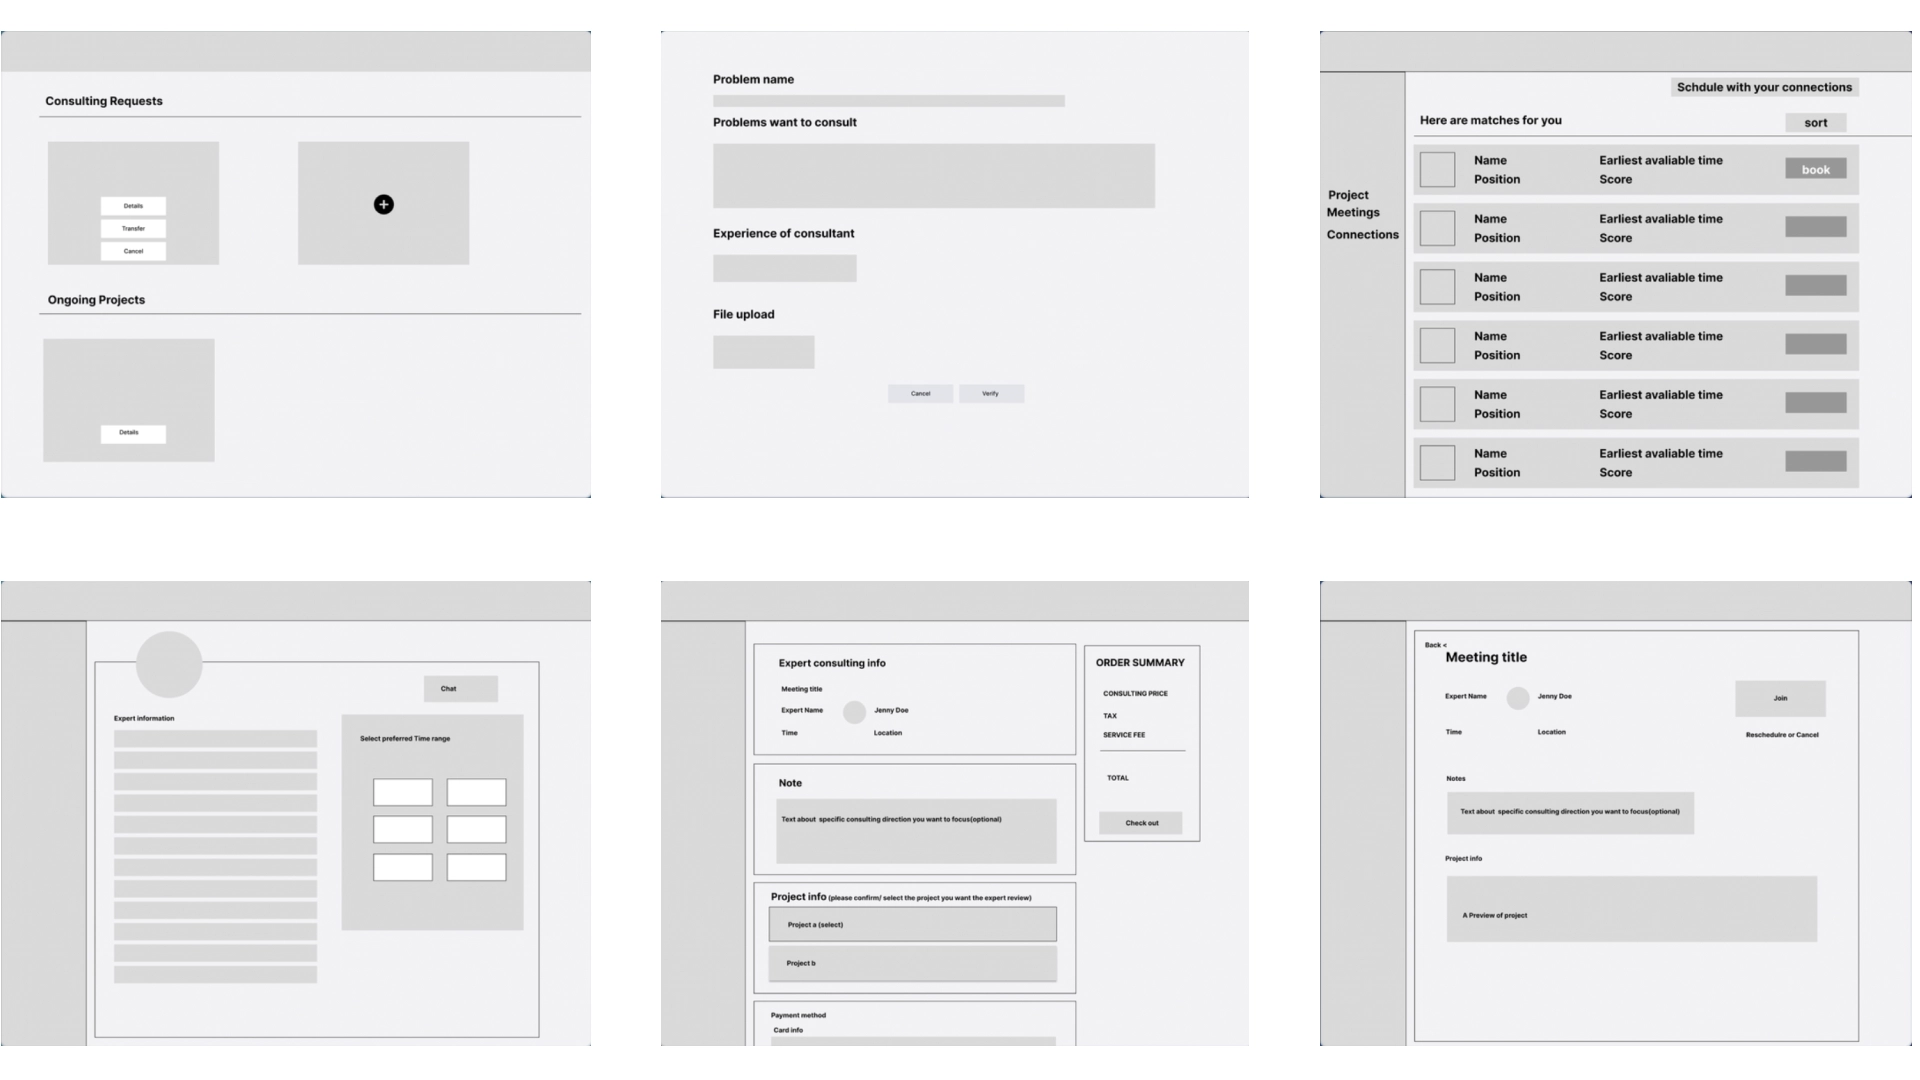 Consulting Requests
Details
Transfer
Cancel
Ongoing Projects
Details
Problem name
Problems want to consult
Experience of consultant
File upload
Cancel Verify
Schdule with your connections
Here are matches for you sort
Project
Meetings
Connections
Name Earliest avaliable time
Position Score
book
Name Earliest avaliable time
Position Score
Name Earliest avaliable time
Position Score
Name Earliest avaliable time
Position Score
Name Earliest avaliable time
Position Score
Name Earliest avaliable time
Position Score
Chat
Expert information
Select preferred Time range
Expert consulting info
Meeting title
Expert Name Jenny Doe
Time Location
Note
Text about specific consulting direction you want to focus(optional)
Project info (please confirm/ select the project you want the expert review)
Project a (select)
Project b
Payment method
Card info
ORDER SUMMARY
CONSULTING PRICE
TAX
SERVICE FEE
TOTAL
Check out
Back <
Meeting title
Expert Name Jenny Doe
Join
Time Location
Reschedulre or Cancel
Notes
Text about specific consulting direction you want to focus(optional)
Project info
A Preview of project